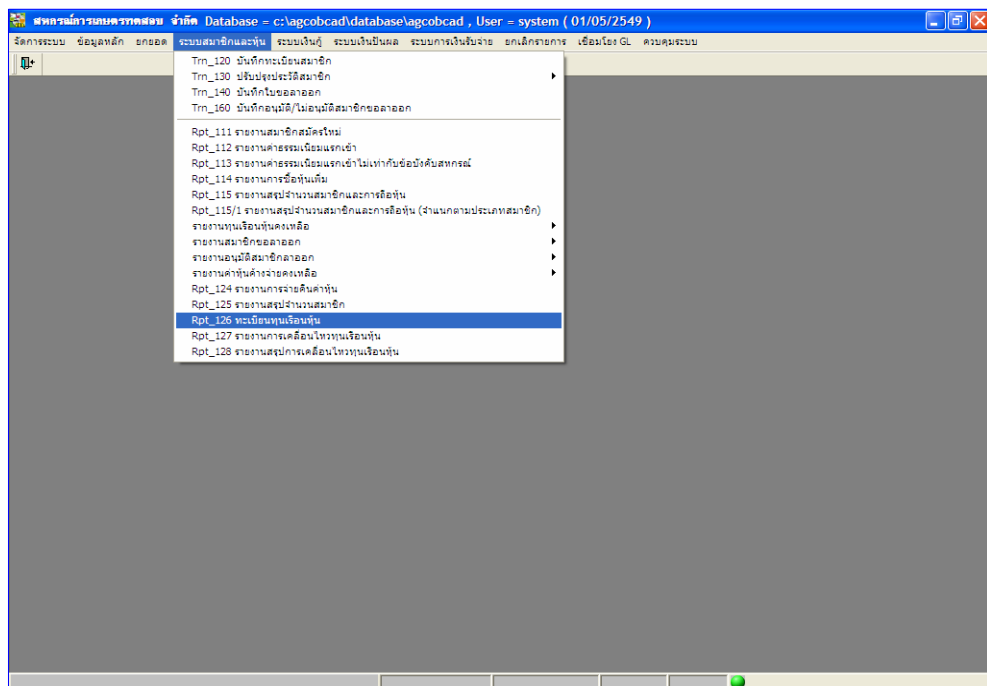 สหกรณ์การเกษตรทดสอบ จำกัด Database = c:\agcobcad\database\agcobcad , User = system ( 01/05/2549 )
จัดการระบบ ข้อมูลหลัก ยกยอด ระบบสมาชิกและหุ้น ระบบเงินกู้ ระบบเงินปันผล ระบบการเงินรับจ่าย ยกเลิกรายการ เชื่อมโยง GL ควบคุมระบบ
Trn_120 บันทึกทะเบียนสมาชิก
Trn_130 ปรับปรุงประวัติสมาชิก
Trn_140 บันทึกใบขอลาออก
Trn_160 บันทึกอนุมัติ/ไม่อนุมัติสมาชิกขอลาออก
Rpt_111 รายงานสมาชิกสมัครใหม่
Rpt_112 รายงานค่าธรรมเนียมแรกเข้า
Rpt_113 รายงานค่าธรรมเนียมแรกเข้าไม่เท่ากับข้อบังคับสหกรณ์
Rpt_114 รายงานการซื้อหุ้นเพิ่ม
Rpt_115 รายงานสรุปจำนวนสมาชิกและการถือหุ้น
Rpt_115/1 รายงานสรุปจำนวนสมาชิกและการถือหุ้น (จำแนกตามประเภทสมาชิก)
รายงานทุนเรือนหุ้นคงเหลือ
รายงานสมาชิกขอลาออก
รายงานอนุมัติสมาชิกลาออก
รายงานค่าหุ้นค้างจ่ายคงเหลือ
Rpt_124 รายงานการจ่ายคืนค่าหุ้น
Rpt_125 รายงานสรุปจำนวนสมาชิก
Rpt_126 ทะเบียนทุนเรือนหุ้น
Rpt_127 รายงานการเคลื่อนไหวทุนเรือนหุ้น
Rpt_128 รายงานสรุปการเคลื่อนไหวทุนเรือนหุ้น